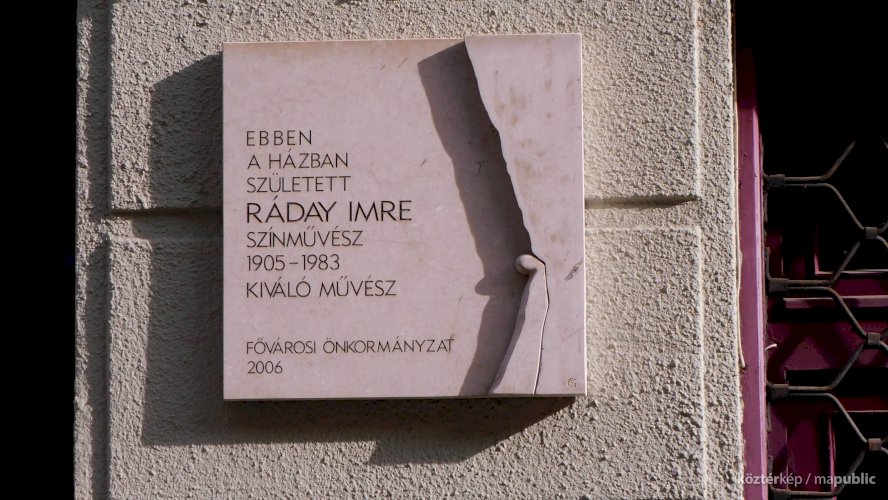 EBBEN
A HÁZBAN
SZÜLETETT
RÁDAY IMRE
SZÍNMŰVÉSZ
1905–1983
KIVÁLÓ MŰVÉSZ
FŐVÁROSI ÖNKORMÁNYZAT
2006
köztérkép / mapublic